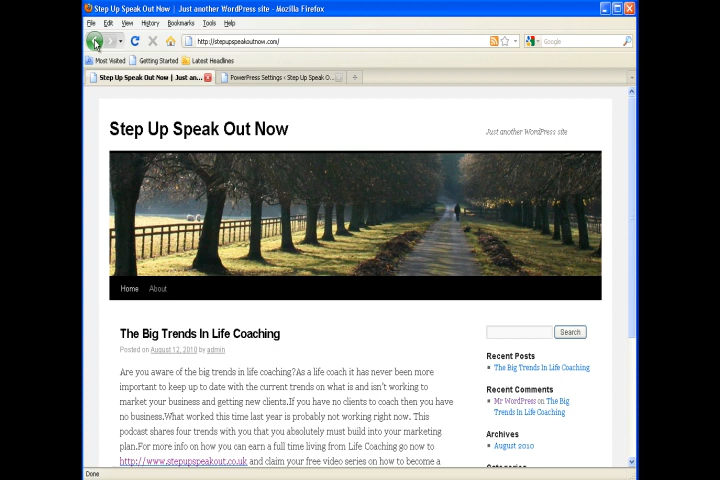 Step Up Speak Out Now | Just another WordPress site - Mozilla Firefox
File Edit View History Bookmarks Tools Help
http://stepupspeakoutnow.com/
Google
Most Visited Getting Started Latest Headlines
Step Up Speak Out Now | Just an... PowerPress Settings ‹ Step Up Speak O...
Step Up Speak Out Now
Just another WordPress site
Home About
The Big Trends In Life Coaching
Posted on August 12, 2010 by admin
Are you aware of the big trends in life coaching?As a life coach it has never been more
important to keep up to date with the current trends on what is and isn't working to
market your business and getting new clients.If you have no clients to coach then you have
no business.What worked this time last year is probably not working right now. This
podcast shares four trends with you that you absolutely must build into your marketing
plan.For more info on how you can earn a full time living from Life Coaching go now to
http://www.stepupspeakout.co.uk and claim your free video series on how to become a
Search
Recent Posts
The Big Trends In Life Coaching
Recent Comments
Mr WordPress on The Big
Trends In Life Coaching
Archives
August 2010
Done